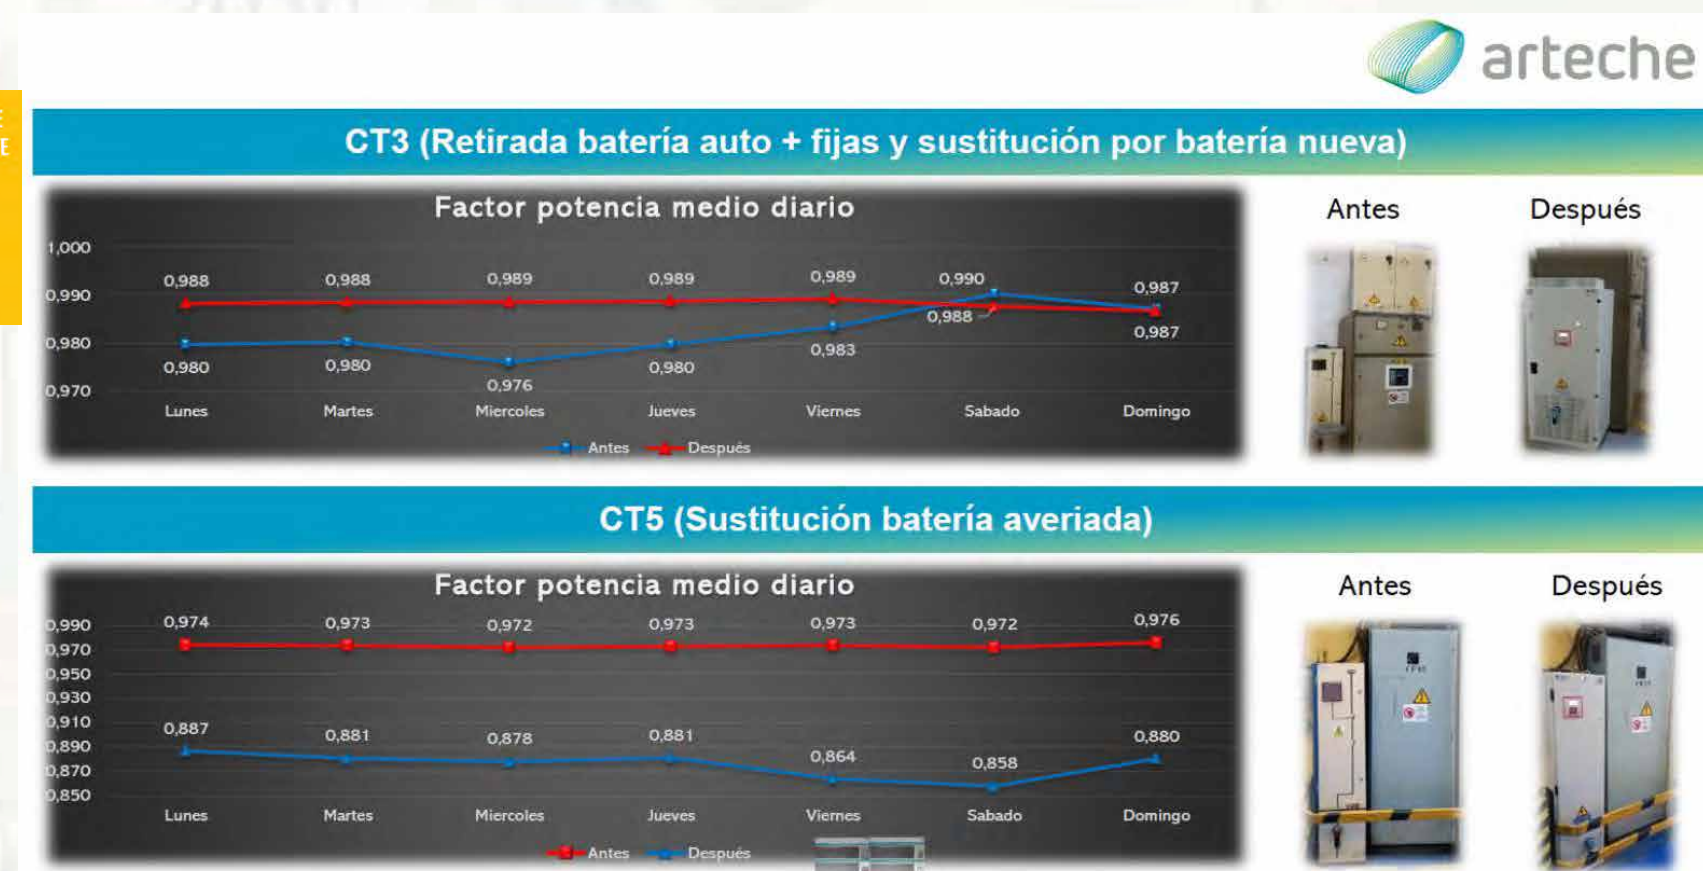 arteche
E
E
CT3 (Retirada batería auto + fijas y sustitución por batería nueva)
Factor potencia medio diario
1,000
0,990
0,980
0,970
0,988
0,988
0,989
0,989
0,989
0,990
0,987
0,988
0,987
0,980
0,980
0,976
0,980
0,983
Lunes
Martes
Miercoles
Jueves
Viernes
Sabado
Domingo
Antes
Después
Antes
Después
CT5 (Sustitución batería averiada)
Factor potencia medio diario
0,990
0,970
0,950
0,930
0,910
0,890
0,870
0,850
0,974
0,973
0,972
0,973
0,973
0,972
0,976
0,887
0,881
0,878
0,881
0,864
0,858
0,880
Lunes
Martes
Miercoles
Jueves
Viernes
Sabado
Domingo
Antes
Después
Antes
Después